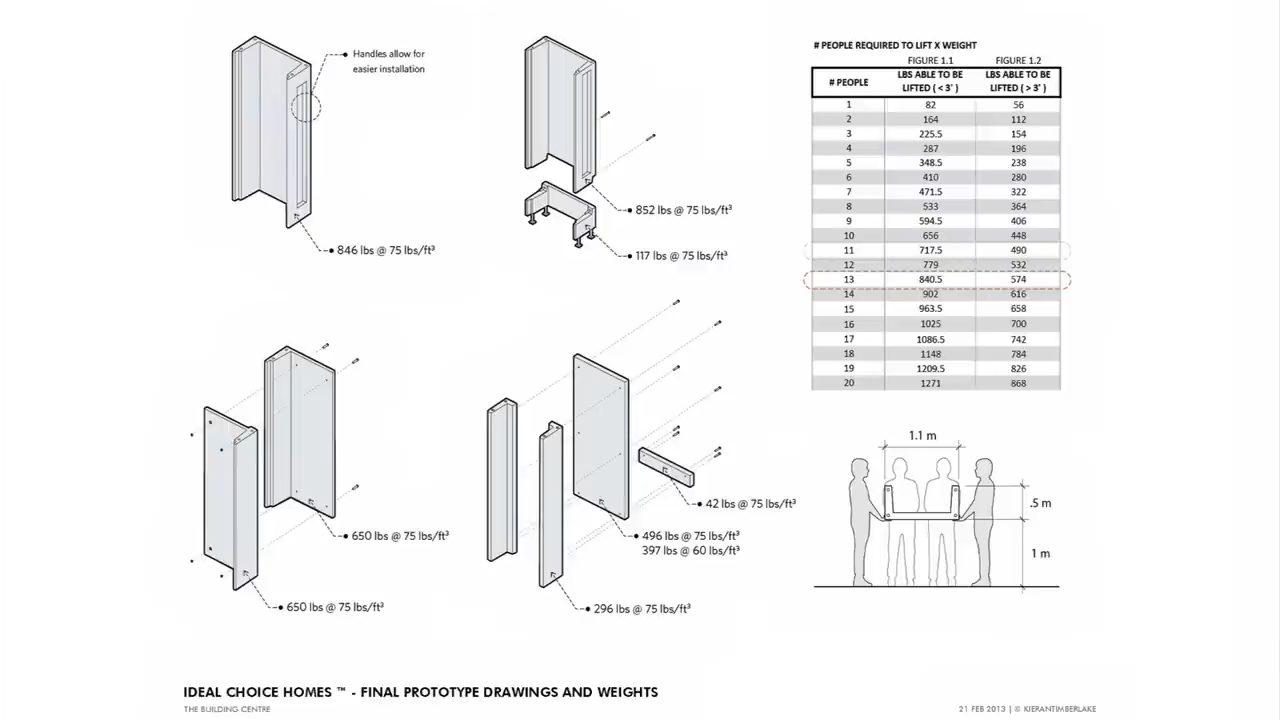 Handles allow for
easier installation
846 lbs @ 75 lbs/ft³
852 lbs @ 75 lbs/ft³
117 lbs @ 75 lbs/ft³
650 lbs @ 75 lbs/ft³
650 lbs @ 75 lbs/ft³
42 lbs @ 75 lbs/ft³
496 lbs @ 75 lbs/ft³
397 lbs @ 60 lbs/ft³
296 lbs @ 75 lbs/ft³
# PEOPLE REQUIRED TO LIFT X WEIGHT
FIGURE 1.1 FIGURE 1.2
# PEOPLE LBS ABLE TO BE LIFTED ( < 3' ) LBS ABLE TO BE LIFTED ( > 3' )
1 82 56
2 164 112
3 225.5 154
4 287 196
5 348.5 238
6 410 280
7 471.5 322
8 533 364
9 594.5 406
10 656 448
11 717.5 490
12 779 532
13 840.5 574
14 902 616
15 963.5 658
16 1025 700
17 1086.5 742
18 1148 784
19 1209.5 826
20 1271 868
1.1 m
.5 m
1 m
IDEAL CHOICE HOMES ™ - FINAL PROTOTYPE DRAWINGS AND WEIGHTS
THE BUILDING CENTRE
21 FEB 2013 | © KIERANTIMBERLAKE